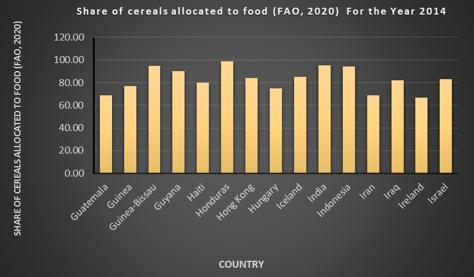 Share of cereals allocated to food (FAO, 2020) For the Year 2014
SHARE OF CEREALS ALLOCATED TO FOOD (FAO, 2020)
120.00
100.00
80.00
60.00
40.00
20.00
0.00
Guatemala
Guinea
Guinea-Bissau
Guyana
Haiti
Honduras
Hong Kong
Hungary
Iceland
India
Indonesia
Iran
Iraq
Ireland
Israel
COUNTRY